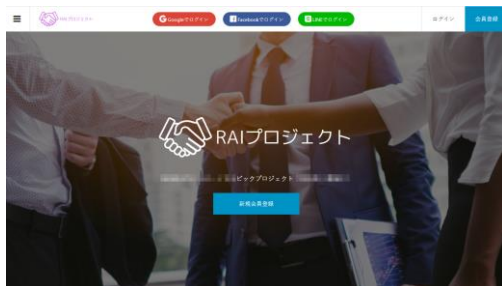 RAIプロジェクト
Googleでログイン
Facebookでログイン
LINEでログイン
ログイン
会員登録
RAIプロジェクト
ビックプロジェクト
新規会員登録